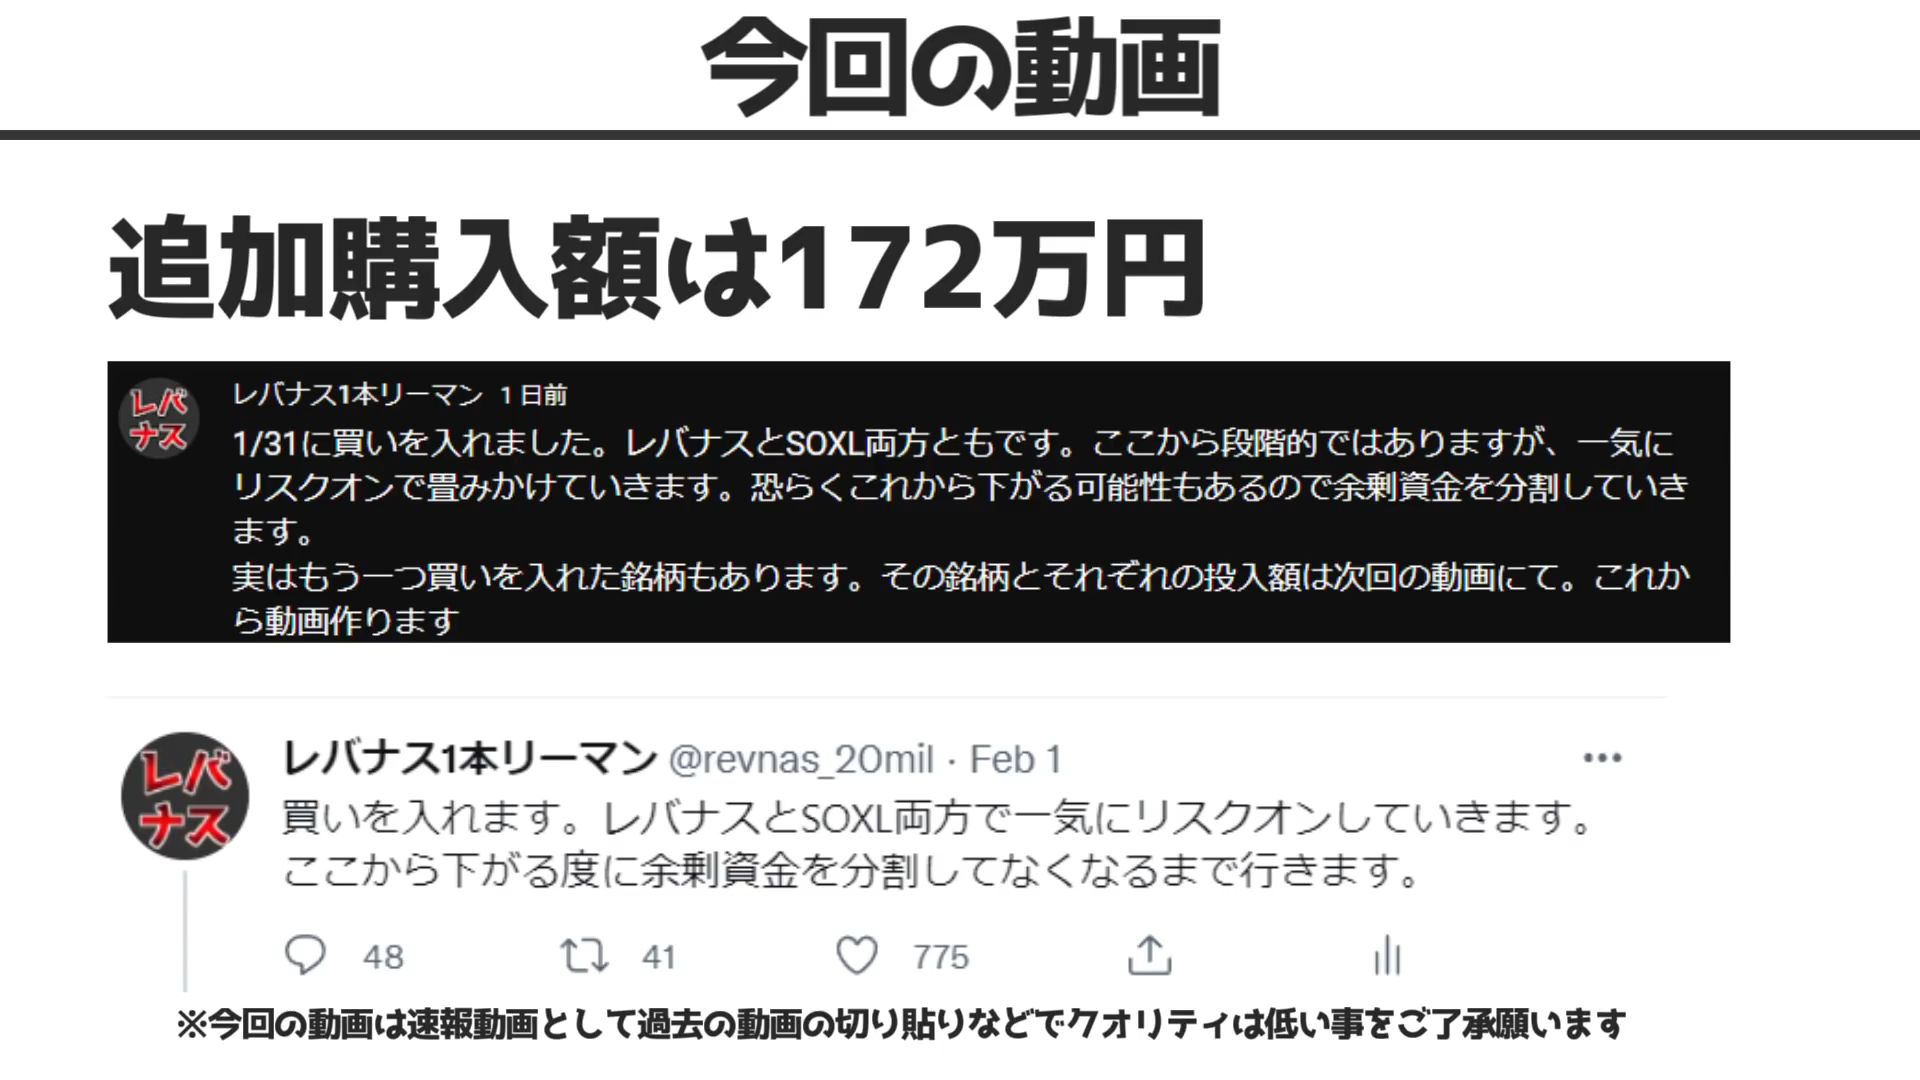 今回の動画
追加購入額は172万円
レバナス
レバナス1本リーマン 1 日前
1/31に買いを入れました。レバナスとSOXL両方ともです。ここから段階的ではありますが、一気に
リスクオンで畳みかけていきます。恐らくこれから下がる可能性もあるので余剰資金を分割していき
ます。
実はもう一つ買いを入れた銘柄もあります。その銘柄とそれぞれの投入額は次回の動画にて。これか
ら動画作ります
レバ
ナス
レバナス1本リーマン @revnas_20mil · Feb 1
買いを入れます。レバナスとSOXL両方で一気にリスクオンしていきます。
ここから下がる度に余剰資金を分割してなくなるまで行きます。
48 41 775
※今回の動画は速報動画として過去の動画の切り貼りなどでクオリティは低い事をご了承願います